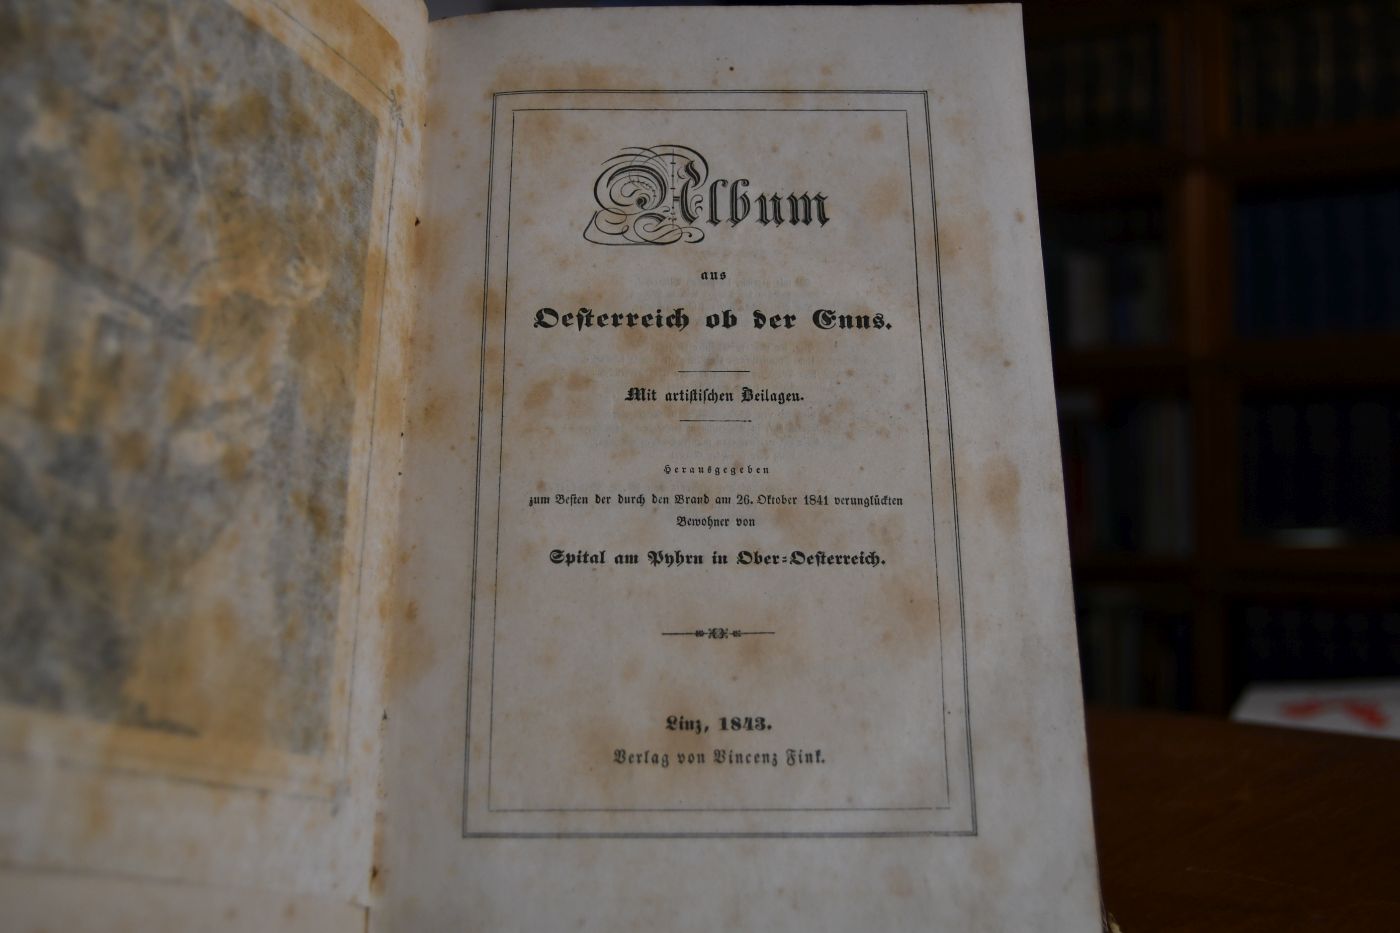 Album
aus
Oesterreich ob der Enns.
Mit artistischen Beilagen.
Herausgegeben
zum Besten der durch den Brand am 26. Oktober 1841 verunglückten
Bewohner von
Spital am Pyhrn in Ober-Oesterreich.
Linz, 1843.
Verlag von Vincenz Fink.